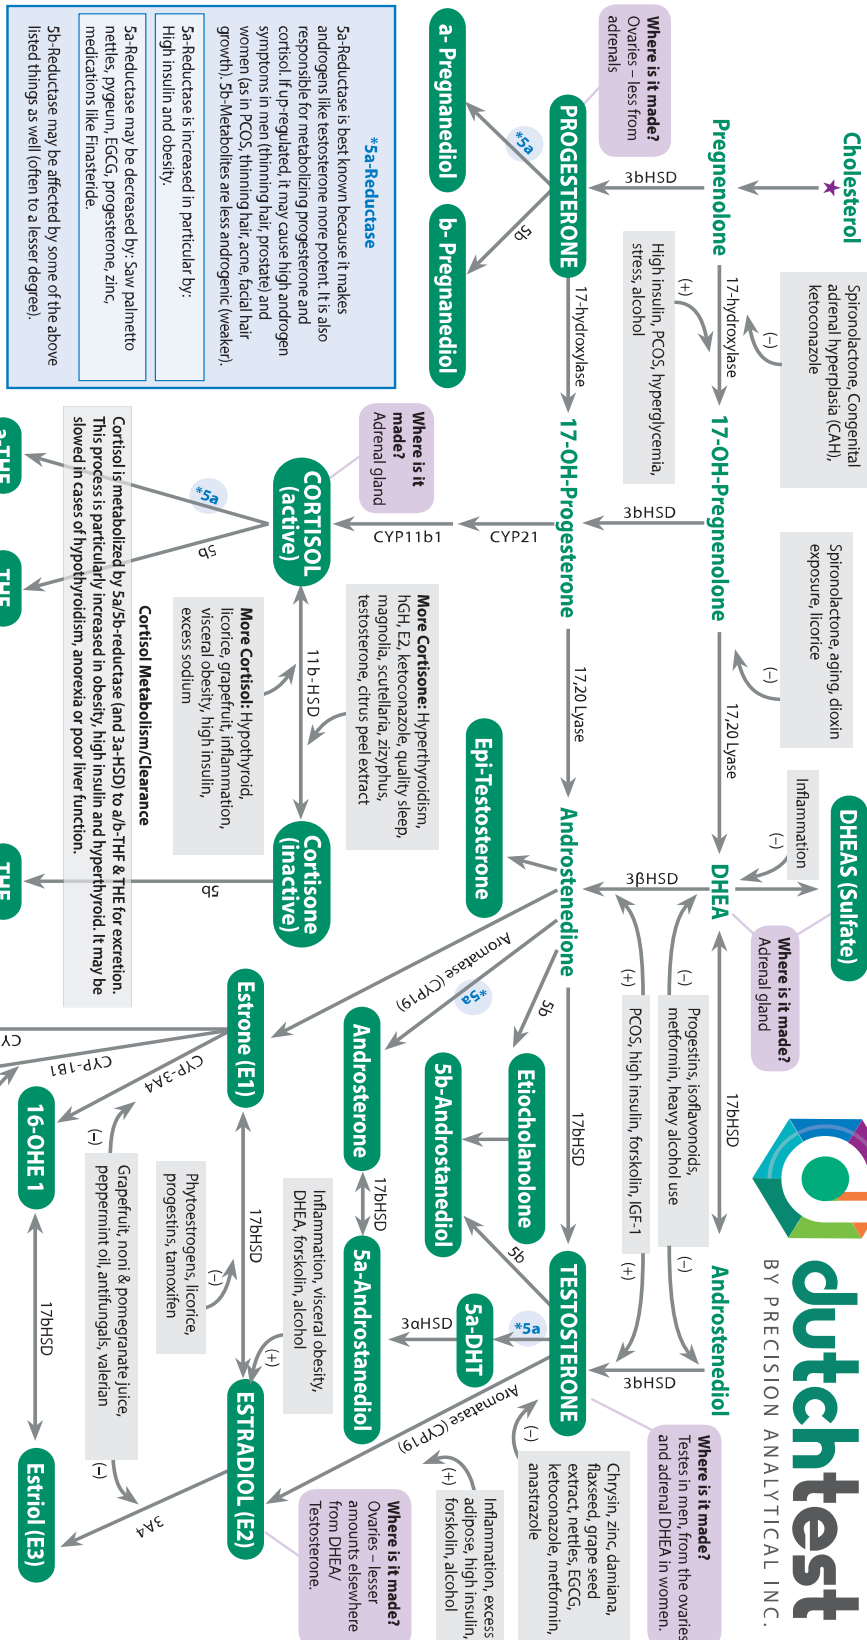 Cholesterol
Pregnenolone
3bHSD
PROGESTERONE
Where is it made?
Ovaries – less from
adrenals
*5a
5b
a- Pregnanediol
b- Pregnanediol
*5a-Reductase
5a-Reductase is best known because it makes
androgens like testosterone more potent. It is also
responsible for metabolizing progesterone and
cortisol. If up-regulated, it may cause high androgen
symptoms in men (thinning hair, prostate) and
women (as in PCOS, thinning hair, acne, facial hair
growth). 5b-Metabolites are less androgenic (weaker).
5a-Reductase is increased in particular by:
High insulin and obesity.
5a-Reductase may be decreased by: Saw palmetto
nettles, pygeum, EGCG, progesterone, zinc,
medications like Finasteride.
5b-Reductase may be affected by some of the above
listed things as well (often to a lesser degree).
Spironolactone, Congenital
adrenal hyperplasia (CAH),
ketoconazole
(–)
17-hydroxylase
(+)
High insulin, PCOS, hyperglycemia,
stress, alcohol
17-hydroxylase
17-OH-Pregnenolone
3bHSD
17-OH-Progesterone
CYP21
CYP11b1
Where is it
made?
Adrenal gland
CORTISOL
(active)
*5a
5b
a-THF
THF
Spironolactone, aging, dioxin
exposure, licorice
(–)
17,20 Lyase
17,20 Lyase
More Cortisone: Hyperthyroidism,
hGH, E2, ketoconazole, quality sleep,
magnolia, scutellaria, zizyphus,
testosterone, citrus peel extract
11b-HSD
More Cortisol: Hypothyroid,
licorice, grapefruit, inflammation,
visceral obesity, high insulin,
excess sodium
Cortisol Metabolism/Clearance
Cortisol is metabolized by 5a/5b-reductase (and 3a-HSD) to a/b-THF & THE for excretion.
This process is particularly increased in obesity, high insulin and hyperthyroid. It may be
slowed in cases of hypothyroidism, anorexia or poor liver function.
Cortisone
(inactive)
5b
THE
DHEAS (Sulfate)
Inflammation
(–)
DHEA
Where is it made?
Adrenal gland
3βHSD
Androstenedione
Epi-Testosterone
17bHSD
Androstenediol
(–)
Progestins, isoflavonoids,
metformin, heavy alcohol use
(–)
(+)
PCOS, high insulin, forskolin, IGF-1
(+)
3bHSD
17bHSD
TESTOSTERONE
Where is it made?
Testes in men, from the ovaries
and adrenal DHEA in women.
5b
Etiocholanolone
5b-Androstanediol
5b
*5a
Aromatase (CYP19)
Androsterone
17bHSD
5a-Androstanediol
3αHSD
5a-DHT
*5a
Aromatase (CYP19)
(–)
Chrysin, zinc, damiana,
flaxseed, grape seed
extract, nettles, EGCG,
ketoconazole, metformin,
anastrazole
(+)
Inflammation, excess
adipose, high insulin,
forskolin, alcohol
Inflammation, visceral obesity,
DHEA, forskolin, alcohol
(+)
Where is it made?
Ovaries – lesser
amounts elsewhere
from DHEA/
Testosterone.
Estrone (E1)
17bHSD
ESTRADIOL (E2)
(–)
Phytoestrogens, licorice,
progestins, tamoxifen
CYP-3A4
CYP-1B1
CY
(–)
Grapefruit, noni & pomegranate juice,
peppermint oil, antifungals, valerian
(–)
3A4
16-OHE 1
17bHSD
Estriol (E3)
dutchtest
BY PRECISION ANALYTICAL INC.